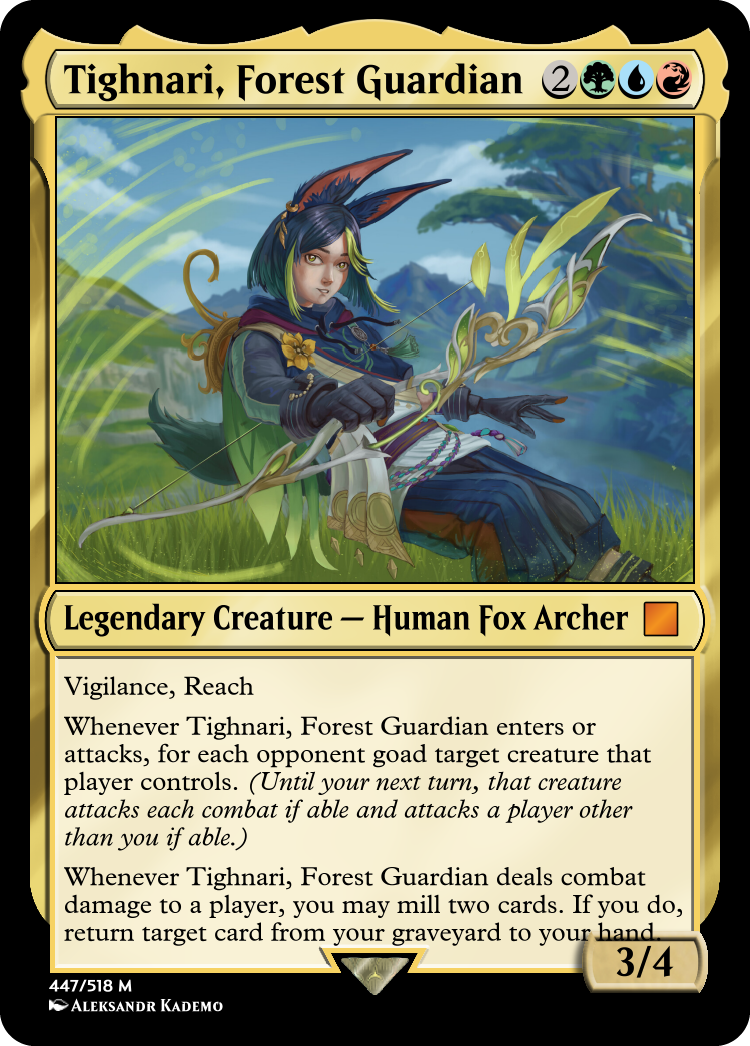 Tighnari, Forest Guardian 2
Legendary Creature — Human Fox Archer
Vigilance, Reach
Whenever Tighnari, Forest Guardian enters or
attacks, for each opponent goad target creature that
player controls. (Until your next turn, that creature
attacks each combat if able and attacks a player other
than you if able.)
Whenever Tighnari, Forest Guardian deals combat
damage to a player, you may mill two cards. If you do,
return target card from your graveyard to your hand.
3/4
447/518 M
Aleksandr Kademo